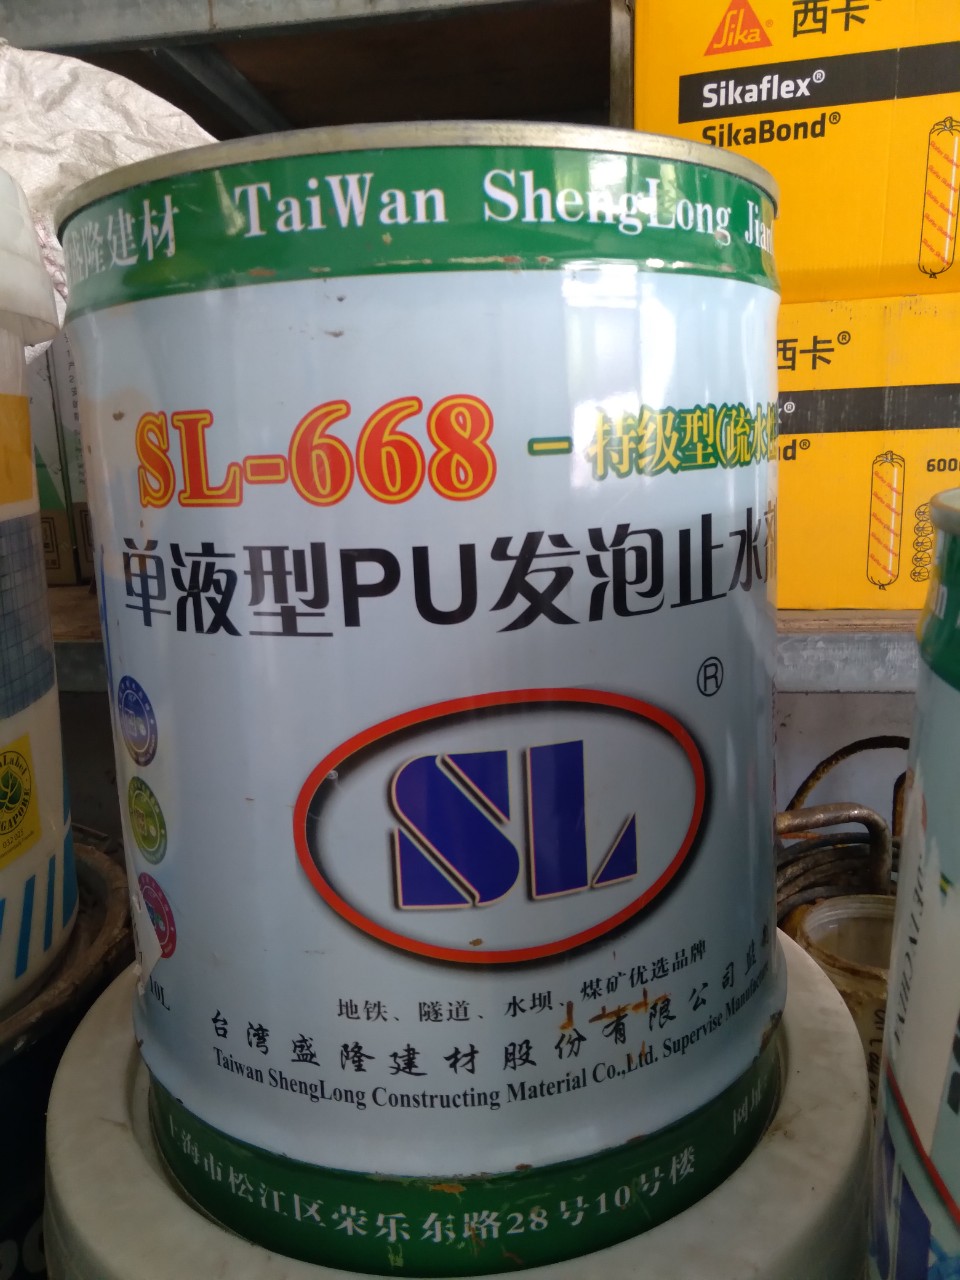 Sika
西卡®
Sikaflex®
SikaBond®
盛隆建材 TaiWan ShengLong
西卡®
600
SL-668
-特级型(疏水
单液型PU发泡止水
®
SL
10L
地铁、隧道、水坝、煤矿优选品牌
台湾盛隆建材股份有限公司监
Taiwan ShengLong Constructing Material Co.,Ltd. Supervise
上海市松江区荣乐东路28号10号楼